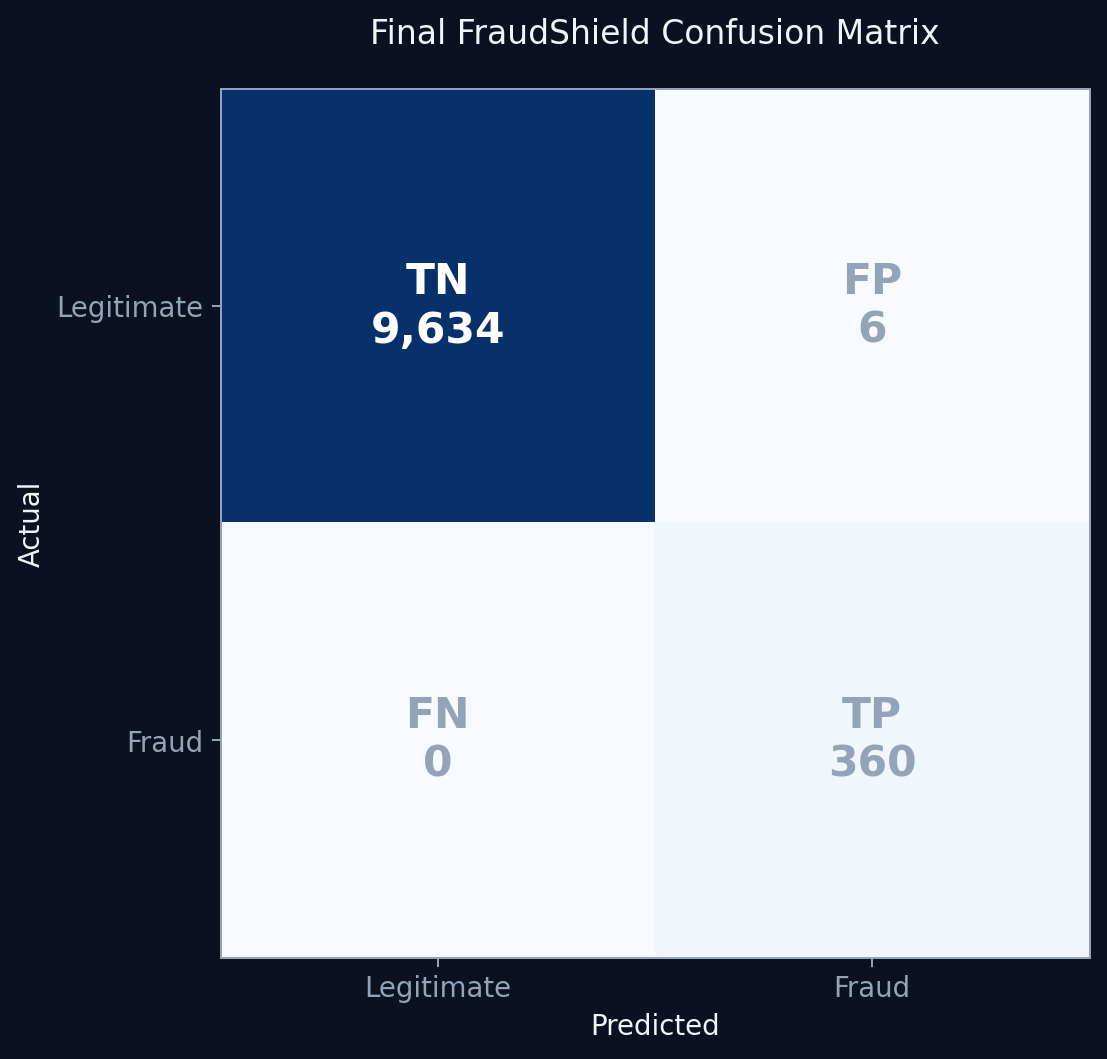 Final FraudShield Confusion Matrix
TN
9,634
FP
6
Legitimate
Actual
FN
0
TP
360
Fraud
Legitimate
Fraud
Predicted